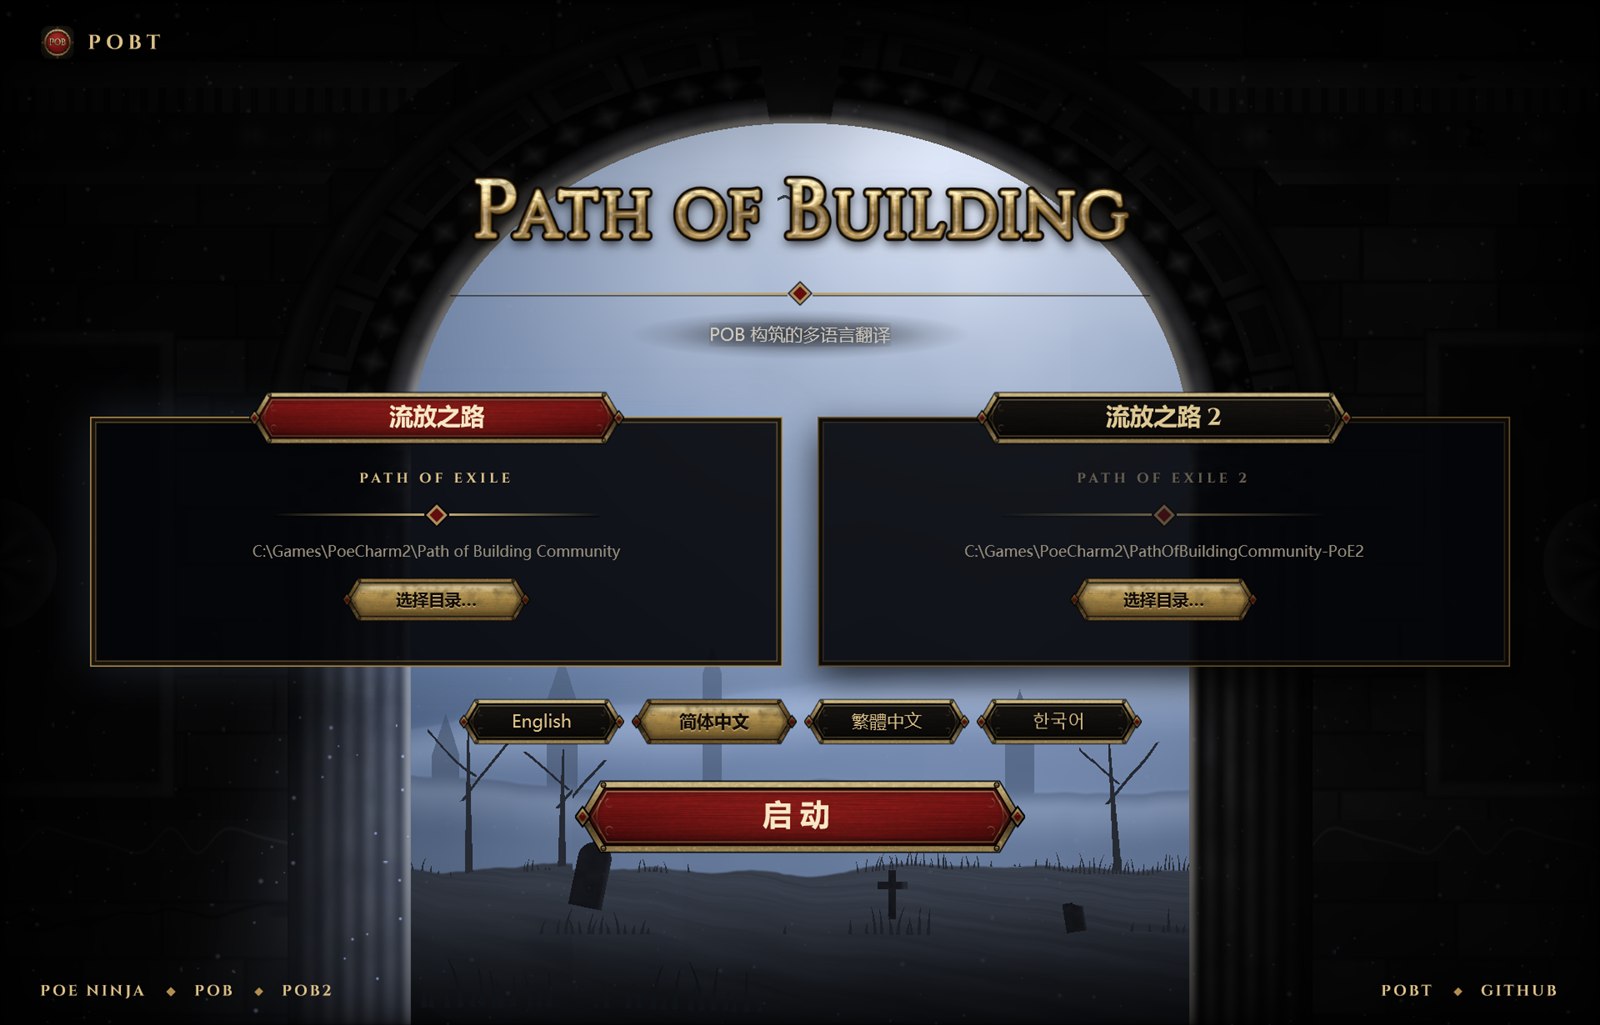 POB POBT
PATH OF BUILDING
POB 构筑的多语言翻译
流放之路
PATH OF EXILE
C:\Games\PoeCharm2\Path of Building Community
选择目录...
流放之路 2
PATH OF EXILE 2
C:\Games\PoeCharm2\PathOfBuildingCommunity-PoE2
选择目录...
English 简体中文 繁體中文 한국어
启动
POE NINJA ◆ POB ◆ POB2
POBT ◆ GITHUB